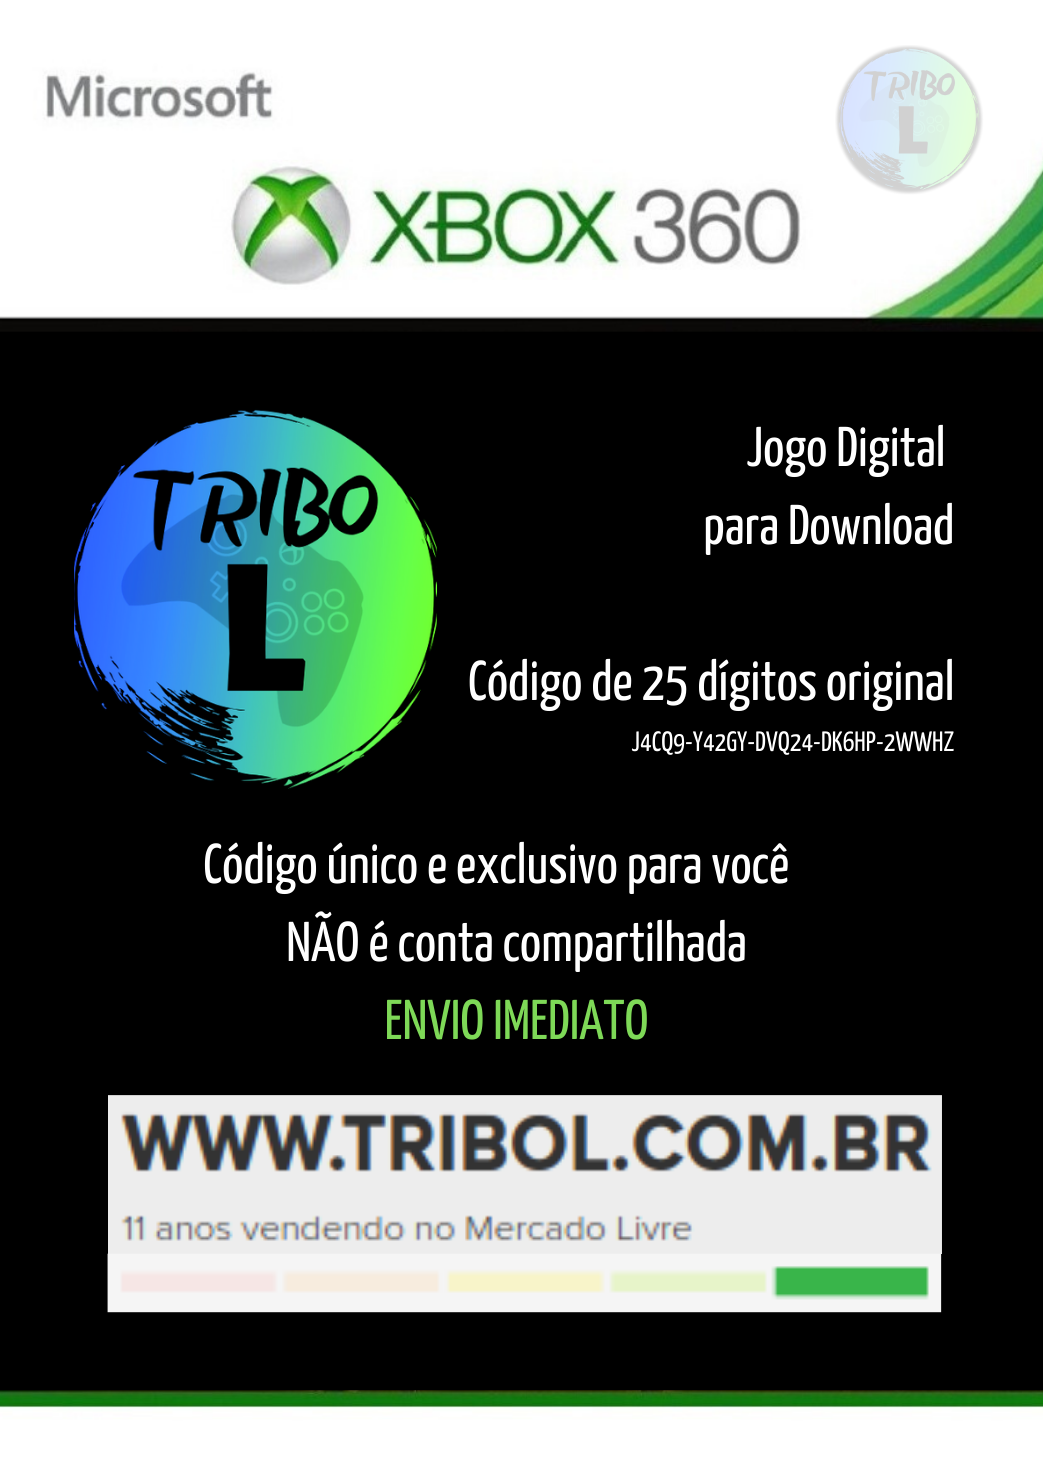 Microsoft
TRIBO
L
XBOX 360
TRIBO
L
Jogo Digital
para Download
Código de 25 dígitos original
J4CQ9-Y42GY-DVQ24-DK6HP-2WWHZ
Código único e exclusivo para você
NÃO é conta compartilhada
ENVIO IMEDIATO
WWW.TRIBOL.COM.BR
11 anos vendendo no Mercado Livre